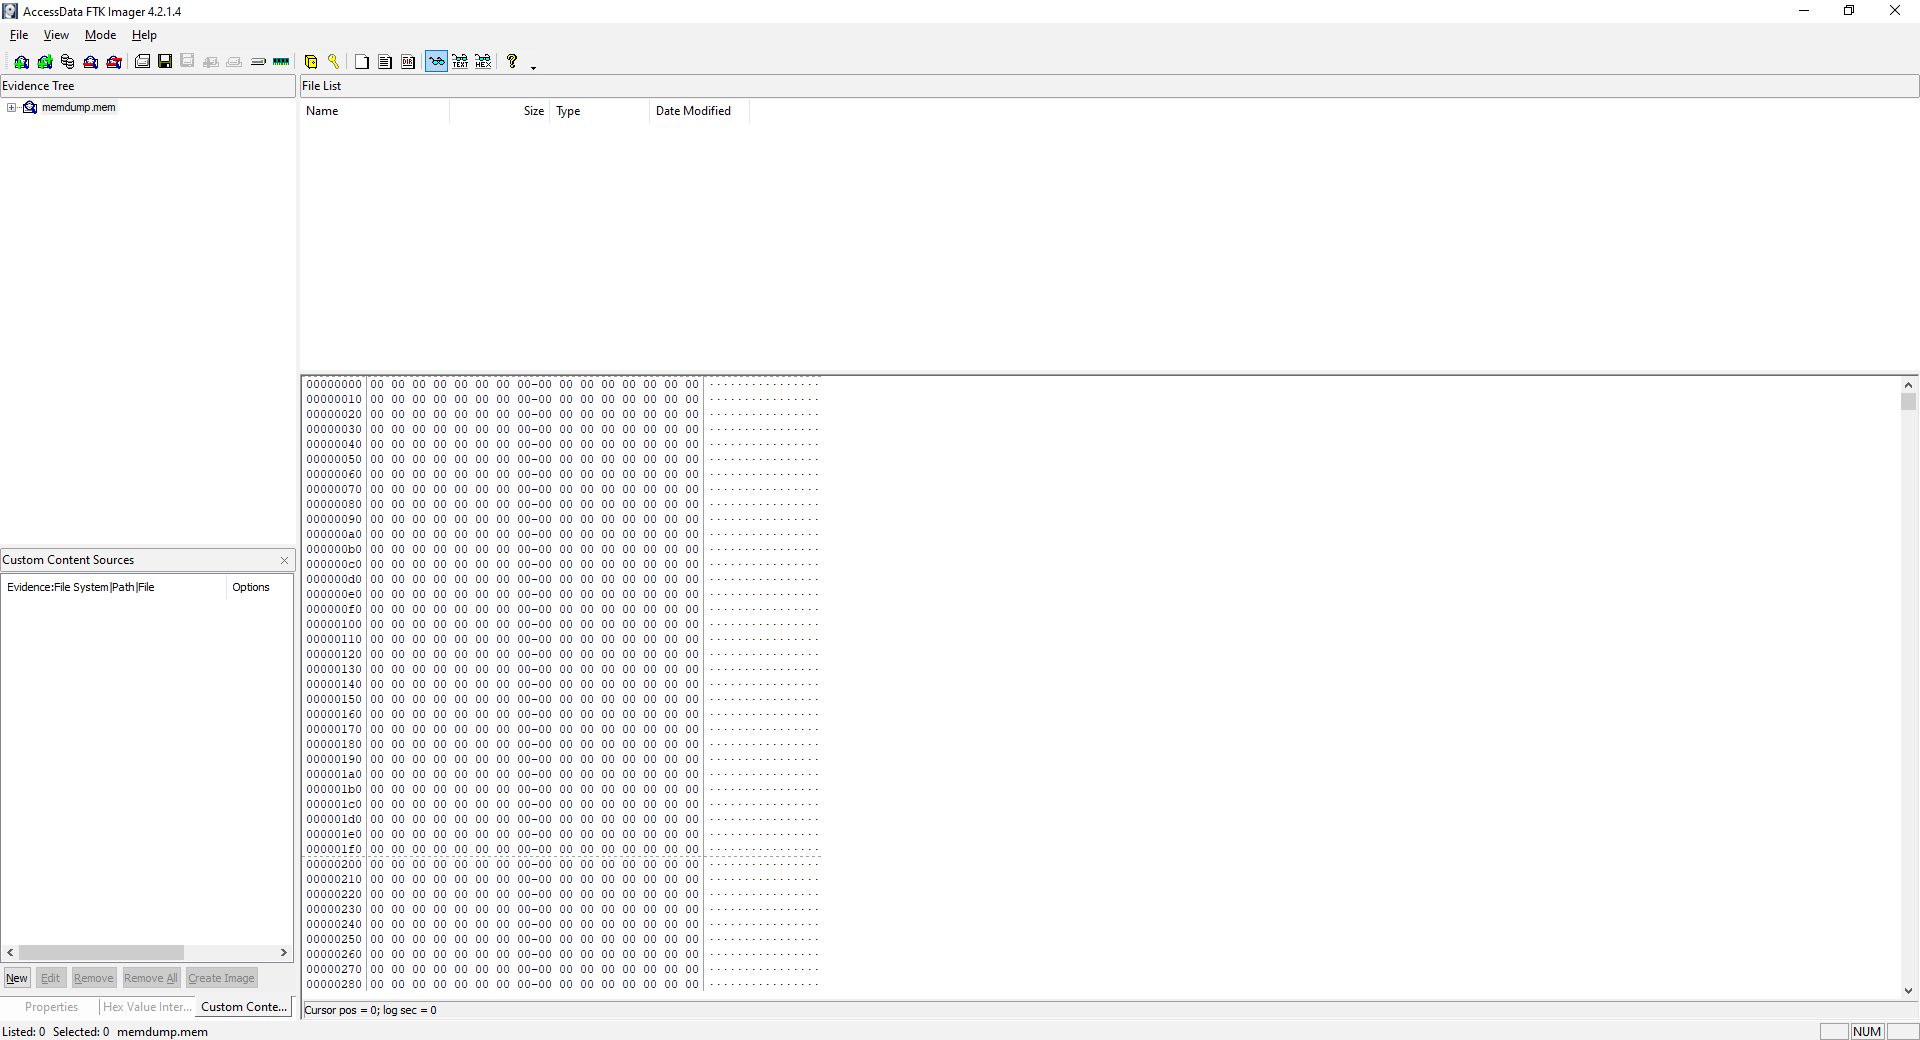 AccessData FTK Imager 4.2.1.4
File View Mode Help
TEXT HEX ?
Evidence Tree
memdump.mem
File List
Name Size Type Date Modified
00000000 00 00 00 00 00 00 00 00-00 00 00 00 00 00 00 00 ················
00000010 00 00 00 00 00 00 00 00-00 00 00 00 00 00 00 00 ················
00000020 00 00 00 00 00 00 00 00-00 00 00 00 00 00 00 00 ················
00000030 00 00 00 00 00 00 00 00-00 00 00 00 00 00 00 00 ················
00000040 00 00 00 00 00 00 00 00-00 00 00 00 00 00 00 00 ················
00000050 00 00 00 00 00 00 00 00-00 00 00 00 00 00 00 00 ················
00000060 00 00 00 00 00 00 00 00-00 00 00 00 00 00 00 00 ················
00000070 00 00 00 00 00 00 00 00-00 00 00 00 00 00 00 00 ················
00000080 00 00 00 00 00 00 00 00-00 00 00 00 00 00 00 00 ················
00000090 00 00 00 00 00 00 00 00-00 00 00 00 00 00 00 00 ················
000000a0 00 00 00 00 00 00 00 00-00 00 00 00 00 00 00 00 ················
000000b0 00 00 00 00 00 00 00 00-00 00 00 00 00 00 00 00 ················
000000c0 00 00 00 00 00 00 00 00-00 00 00 00 00 00 00 00 ················
000000d0 00 00 00 00 00 00 00 00-00 00 00 00 00 00 00 00 ················
000000e0 00 00 00 00 00 00 00 00-00 00 00 00 00 00 00 00 ················
000000f0 00 00 00 00 00 00 00 00-00 00 00 00 00 00 00 00 ················
00000100 00 00 00 00 00 00 00 00-00 00 00 00 00 00 00 00 ················
00000110 00 00 00 00 00 00 00 00-00 00 00 00 00 00 00 00 ················
00000120 00 00 00 00 00 00 00 00-00 00 00 00 00 00 00 00 ················
00000130 00 00 00 00 00 00 00 00-00 00 00 00 00 00 00 00 ················
00000140 00 00 00 00 00 00 00 00-00 00 00 00 00 00 00 00 ················
00000150 00 00 00 00 00 00 00 00-00 00 00 00 00 00 00 00 ················
00000160 00 00 00 00 00 00 00 00-00 00 00 00 00 00 00 00 ················
00000170 00 00 00 00 00 00 00 00-00 00 00 00 00 00 00 00 ················
00000180 00 00 00 00 00 00 00 00-00 00 00 00 00 00 00 00 ················
00000190 00 00 00 00 00 00 00 00-00 00 00 00 00 00 00 00 ················
000001a0 00 00 00 00 00 00 00 00-00 00 00 00 00 00 00 00 ················
000001b0 00 00 00 00 00 00 00 00-00 00 00 00 00 00 00 00 ················
000001c0 00 00 00 00 00 00 00 00-00 00 00 00 00 00 00 00 ················
000001d0 00 00 00 00 00 00 00 00-00 00 00 00 00 00 00 00 ················
000001e0 00 00 00 00 00 00 00 00-00 00 00 00 00 00 00 00 ················
000001f0 00 00 00 00 00 00 00 00-00 00 00 00 00 00 00 00 ················
00000200 00 00 00 00 00 00 00 00-00 00 00 00 00 00 00 00 ················
00000210 00 00 00 00 00 00 00 00-00 00 00 00 00 00 00 00 ················
00000220 00 00 00 00 00 00 00 00-00 00 00 00 00 00 00 00 ················
00000230 00 00 00 00 00 00 00 00-00 00 00 00 00 00 00 00 ················
00000240 00 00 00 00 00 00 00 00-00 00 00 00 00 00 00 00 ················
00000250 00 00 00 00 00 00 00 00-00 00 00 00 00 00 00 00 ················
00000260 00 00 00 00 00 00 00 00-00 00 00 00 00 00 00 00 ················
00000270 00 00 00 00 00 00 00 00-00 00 00 00 00 00 00 00 ················
00000280 00 00 00 00 00 00 00 00-00 00 00 00 00 00 00 00 ················
Cursor pos = 0; log sec = 0
Custom Content Sources
Evidence:File System|Path|File Options
New Edit Remove Remove All Create Image
Properties Hex Value Inter... Custom Conte...
Listed: 0 Selected: 0 memdump.mem
NUM